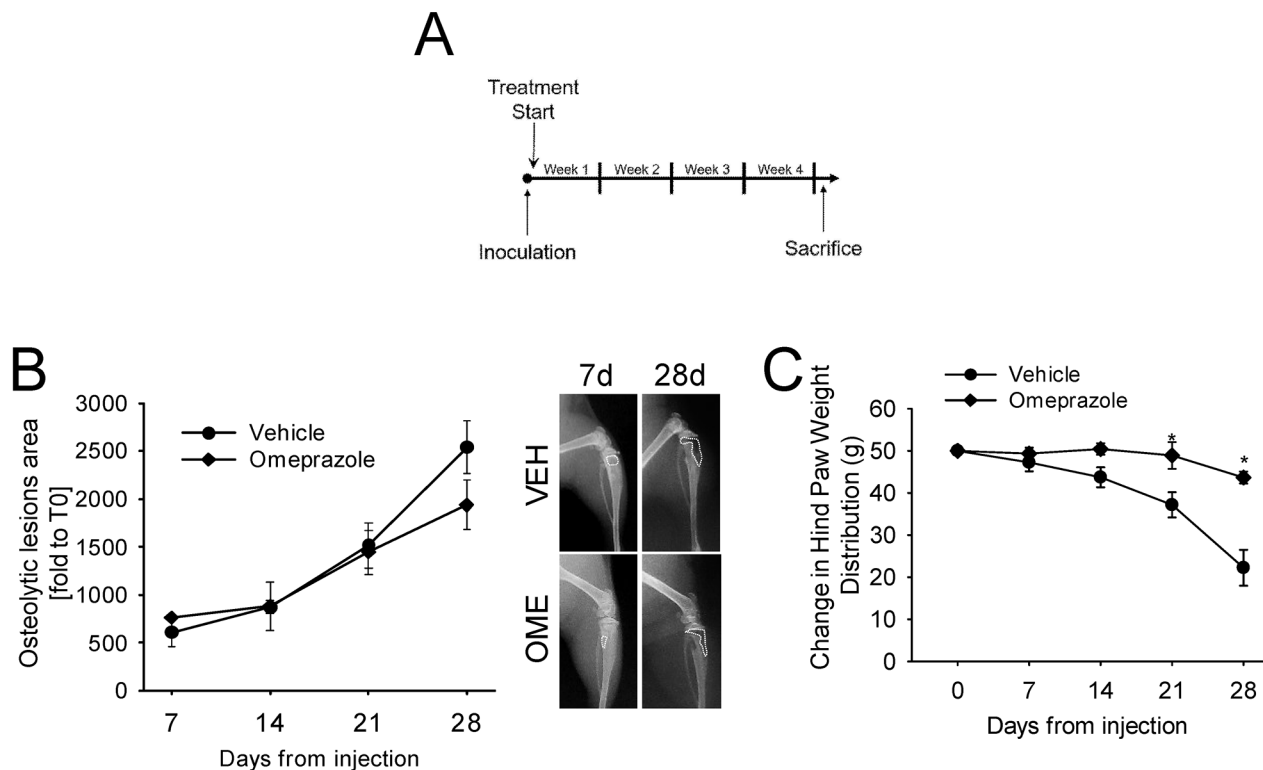 A
Treatment
Start
Week 1 Week 2 Week 3 Week 4
Inoculation
Sacrifice
B
Osteolytic lesions area
[fold to T0]
3000
2500
2000
1500
1000
500
0
Vehicle
Omeprazole
7 14 21 28
Days from injection
7d 28d
VEH
OME
C
Vehicle
Omeprazole
Change in Hind Paw Weight
Distribution (g)
60
50
40
30
20
10
0
*
*
0 7 14 21 28
Days from injection